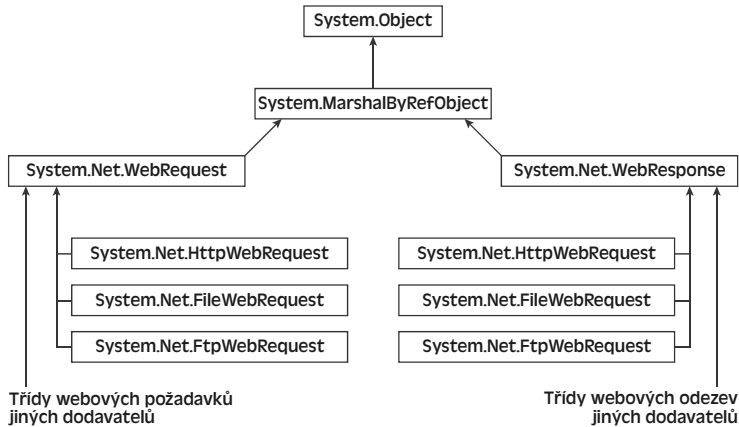 System.Object
System.MarshalByRefObject
System.Net.WebRequest
System.Net.WebResponse
System.Net.HttpWebRequest
System.Net.HttpWebRequest
System.Net.FileWebRequest
System.Net.FileWebRequest
System.Net.FtpWebRequest
System.Net.FtpWebRequest
Třídy webových požadavků
jiných dodavatelů
Třídy webových odezev
jiných dodavatelů